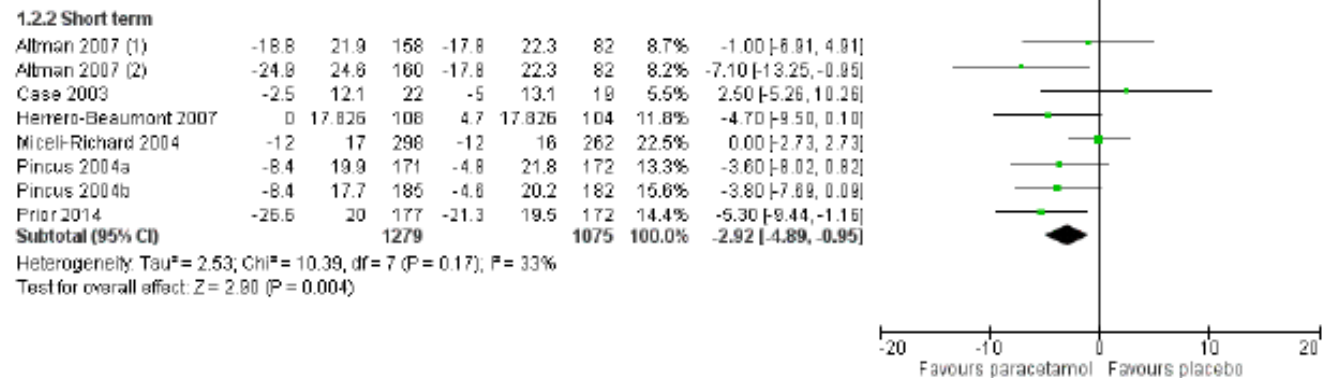 1.2.2 Short term
Altman 2007 (1) -18.8 21.9 158 -17.8 22.3 82 8.7% -1.00 [-6.91, 4.91]
Altman 2007 (2) -24.9 24.6 160 -17.8 22.3 82 8.2% -7.10 [-13.25, -0.95]
Case 2003 -2.5 12.1 22 -5 13.1 19 5.5% 2.50 [-5.26, 10.26]
Herrero-Beaumont 2007 0 17.826 108 4.7 17.826 104 11.8% -4.70 [-9.50, 0.10]
Miceli-Richard 2004 -12 17 298 -12 16 262 22.5% 0.00 [-2.73, 2.73]
Pincus 2004a -8.4 19.9 171 -4.8 21.8 172 13.3% -3.60 [-8.02, 0.82]
Pincus 2004b -8.4 17.7 185 -4.6 20.2 182 15.6% -3.80 [-7.69, 0.09]
Prior 2014 -26.6 20 177 -21.3 19.5 172 14.4% -5.30 [-9.44, -1.16]
Subtotal (95% CI) 1279 1075 100.0% -2.92 [-4.89, -0.95]
Heterogeneity: Tau² = 2.53; Chi² = 10.39, df = 7 (P = 0.17); I² = 33%
Test for overall effect: Z = 2.90 (P = 0.004)
-20 -10 0 10 20
Favours paracetamol Favours placebo